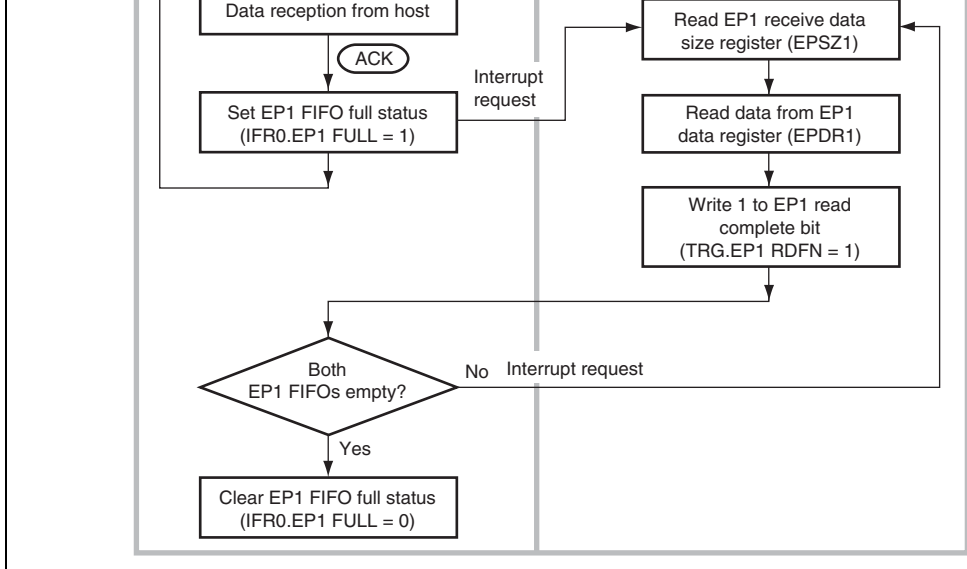 Data reception from host
ACK
Interrupt
request
Set EP1 FIFO full status
(IFR0.EP1 FULL = 1)
Read EP1 receive data
size register (EPSZ1)
Read data from EP1
data register (EPDR1)
Write 1 to EP1 read
complete bit
(TRG.EP1 RDFN = 1)
Both
EP1 FIFOs empty?
No Interrupt request
Yes
Clear EP1 FIFO full status
(IFR0.EP1 FULL = 0)